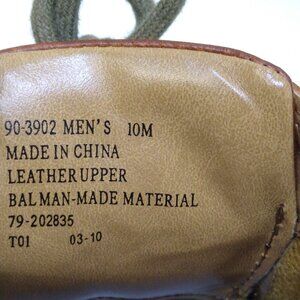 90-3902 MEN'S 10M
MADE IN CHINA
LEATHER UPPER
BAL MAN-MADE MATERIAL
79-202835
T01 03-10